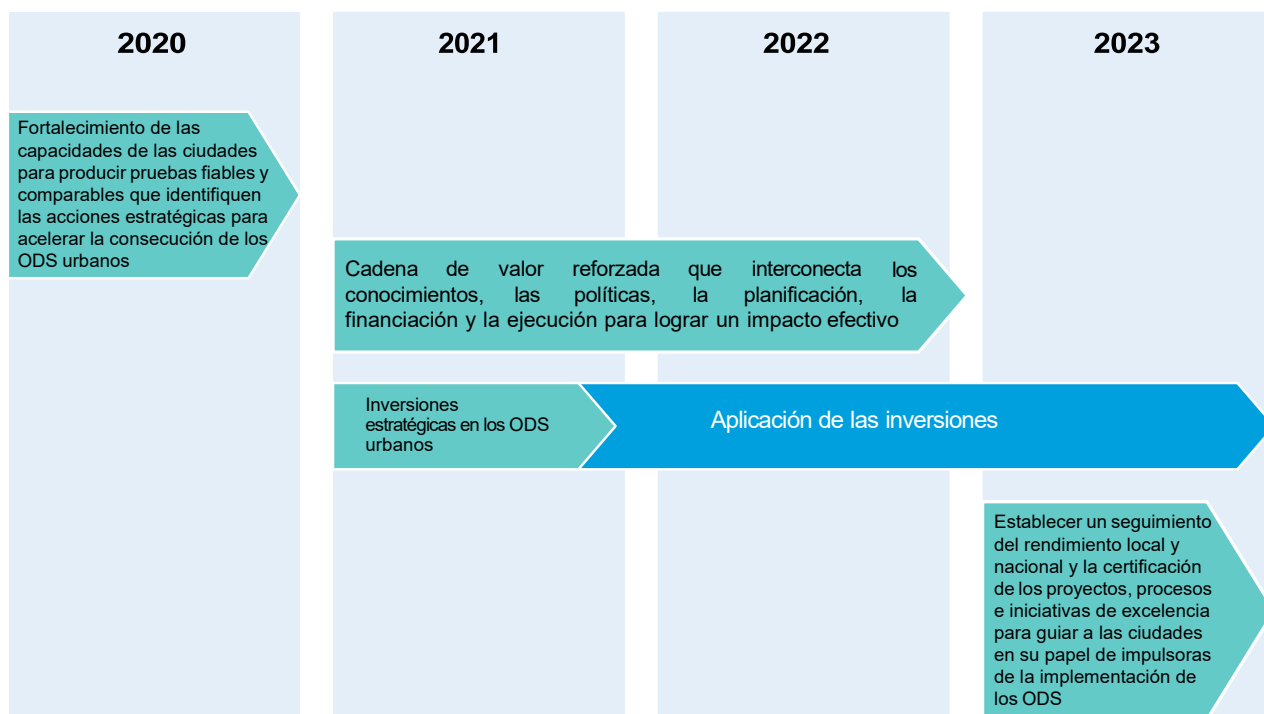 2020
2021
2022
2023
Fortalecimiento de las
capacidades de las ciudades
para producir pruebas fiables y
comparables que identifiquen
las acciones estratégicas para
acelerar la consecución de los
ODS urbanos
Cadena de valor reforzada que interconecta los
conocimientos, las políticas, la planificación, la
financiación y la ejecución para lograr un impacto efectivo
Inversiones
estratégicas en los ODS
urbanos
Aplicación de las inversiones
Establecer un seguimiento
del rendimiento local y
nacional y la certificación
de los proyectos, procesos
e iniciativas de excelencia
para guiar a las ciudades
en su papel de impulsoras
de la implementación de
los ODS